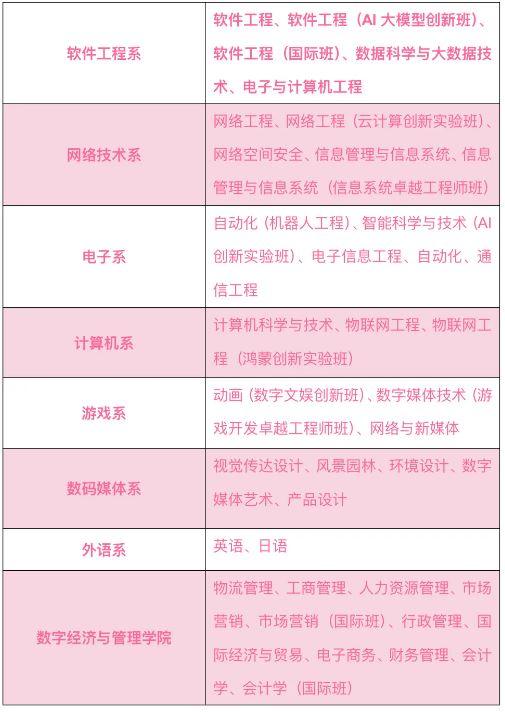 软件工程系
软件工程、软件工程（AI 大模型创新班）、
软件工程（国际班）、数据科学与大数据技
术、电子与计算机工程
网络技术系
网络工程、网络工程（云计算创新实验班）、
网络空间安全、信息管理与信息系统、信息
管理与信息系统（信息系统卓越工程师班）
电子系
自动化（机器人工程）、智能科学与技术（AI
创新实验班）、电子信息工程、自动化、通
信工程
计算机系
计算机科学与技术、物联网工程、物联网工
程（鸿蒙创新实验班）
游戏系
动画（数字文娱创新班）、数字媒体技术（游
戏开发卓越工程师班）、网络与新媒体
数码媒体系
视觉传达设计、风景园林、环境设计、数字
媒体艺术、产品设计
外语系
英语、日语
数字经济与管理学院
物流管理、工商管理、人力资源管理、市场
营销、市场营销（国际班）、行政管理、国
际经济与贸易、电子商务、财务管理、会计
学、会计学（国际班）